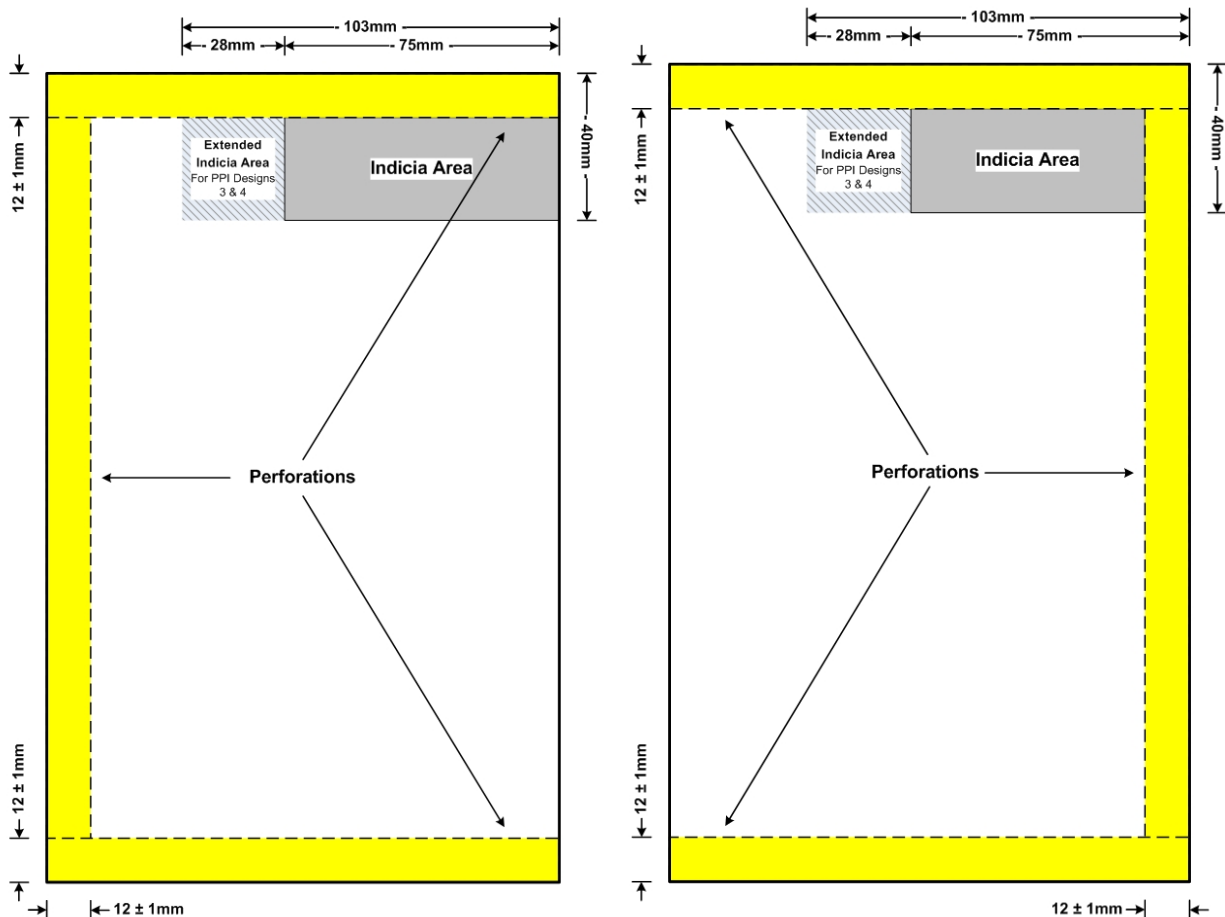 - 103mm -
- 28mm -
- 75mm -
12 ± 1mm
- 40mm -
Extended
Indicia Area
For PPI Designs
3 & 4
Indicia Area
Perforations
12 ± 1mm
12 ± 1mm
- 103mm -
- 28mm -
- 75mm -
12 ± 1mm
- 40mm -
Extended
Indicia Area
For PPI Designs
3 & 4
Indicia Area
Perforations
12 ± 1mm
12 ± 1mm